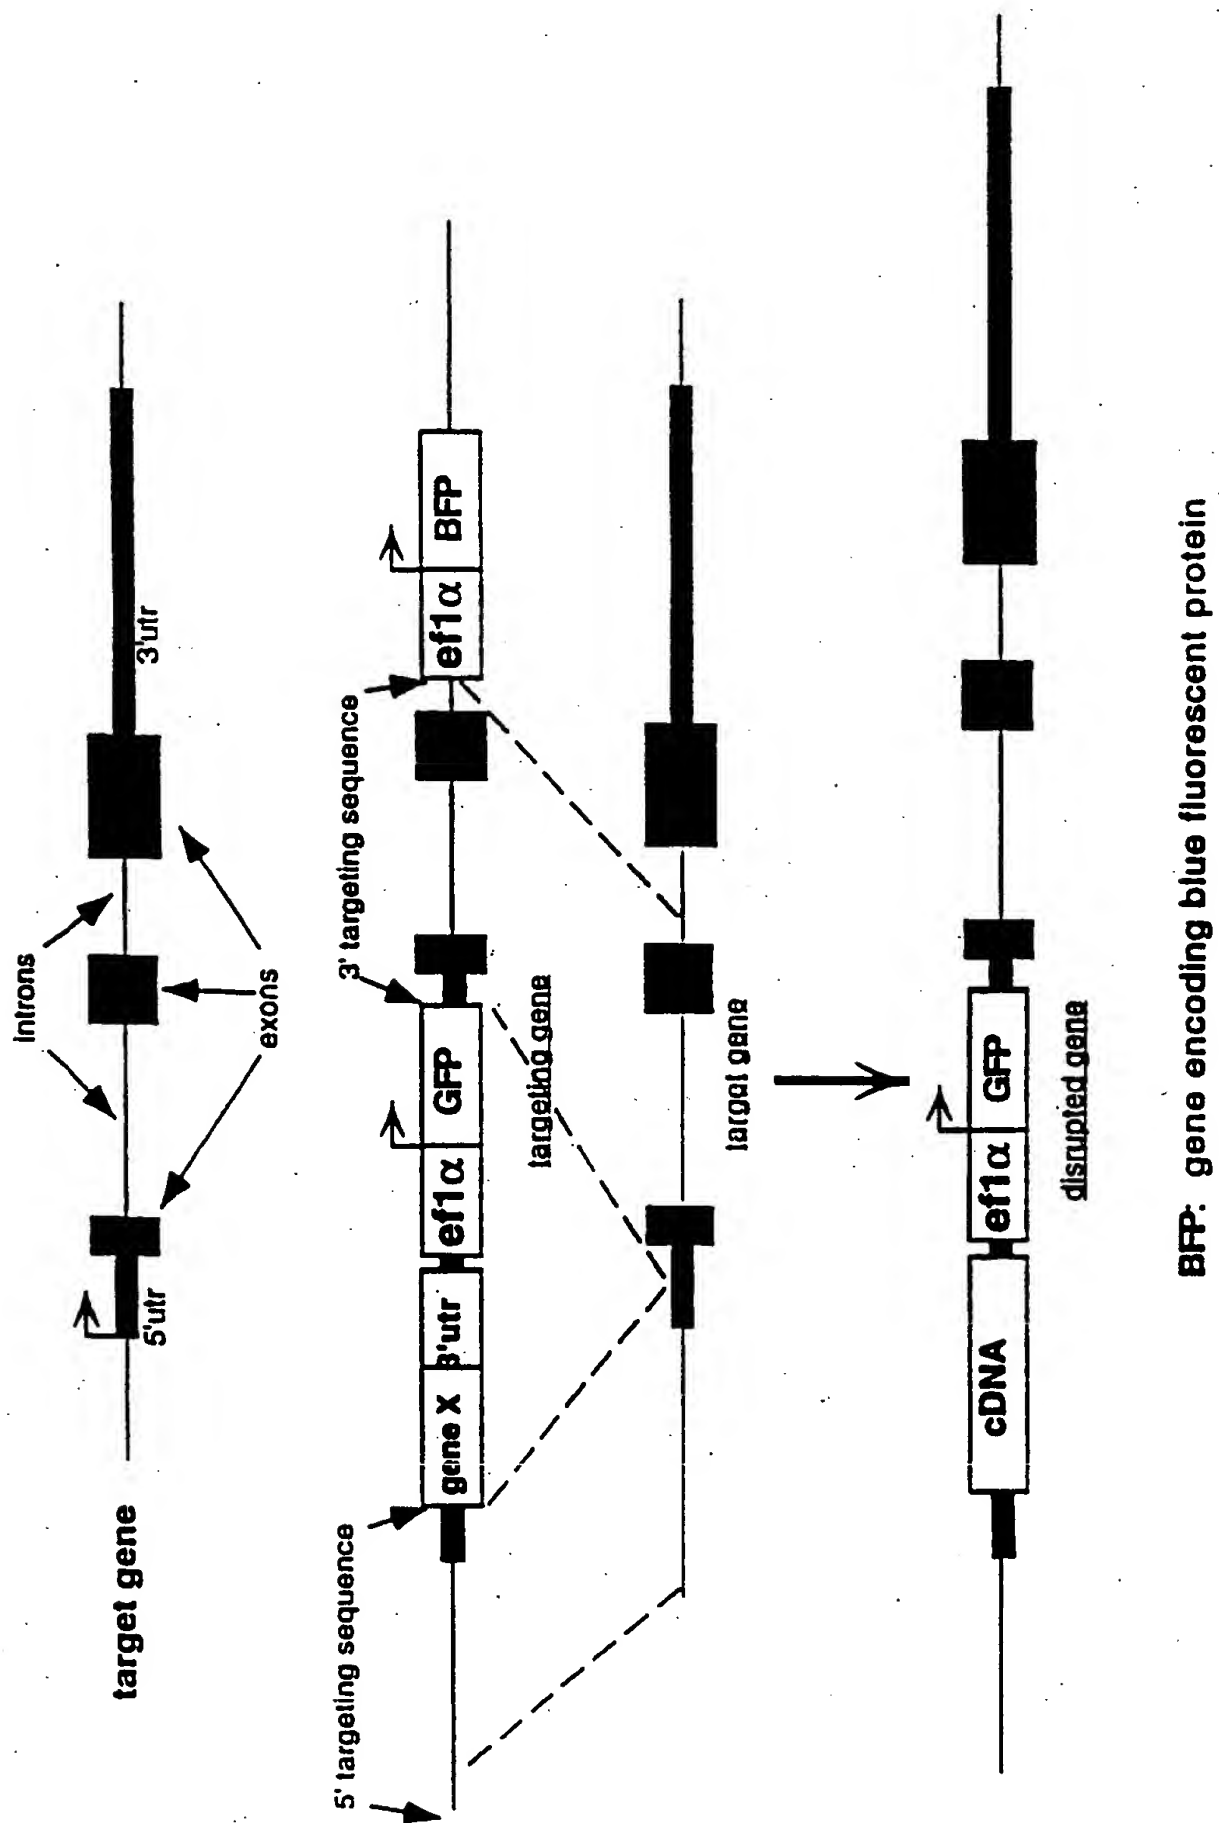 target gene
5'utr
Introns
exons
3'utr
5' targeting sequence
3' targeting sequence
gene X
3'utr
ef1α
GFP
ef1α
BFP
targeting gene
target gene
cDNA
ef1α
GFP
disrupted gene
BFP: gene encoding blue fluorescent protein